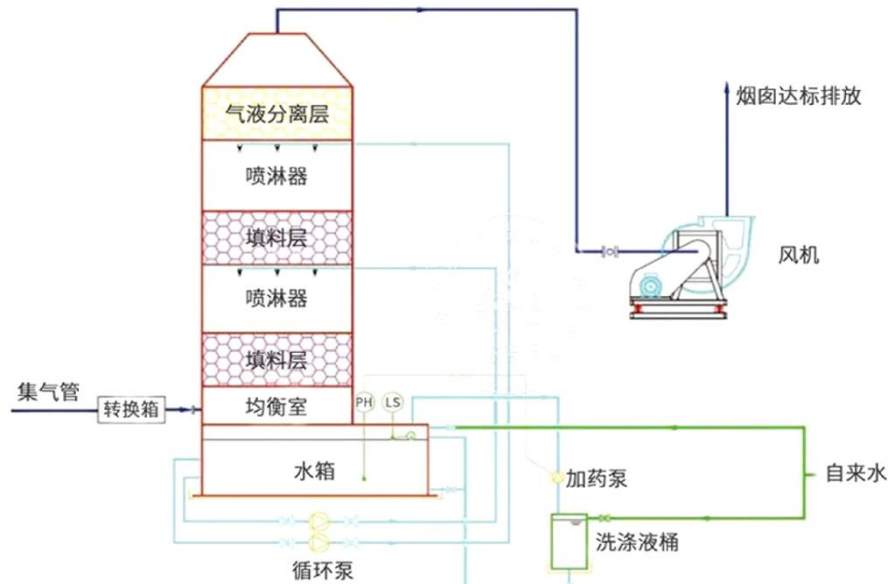 气液分离层
烟囱达标排放
喷淋器
填料层
风机
喷淋器
填料层
集气管
转换箱
均衡室
PH
LS
水箱
加药泵
自来水
洗涤液桶
循环泵